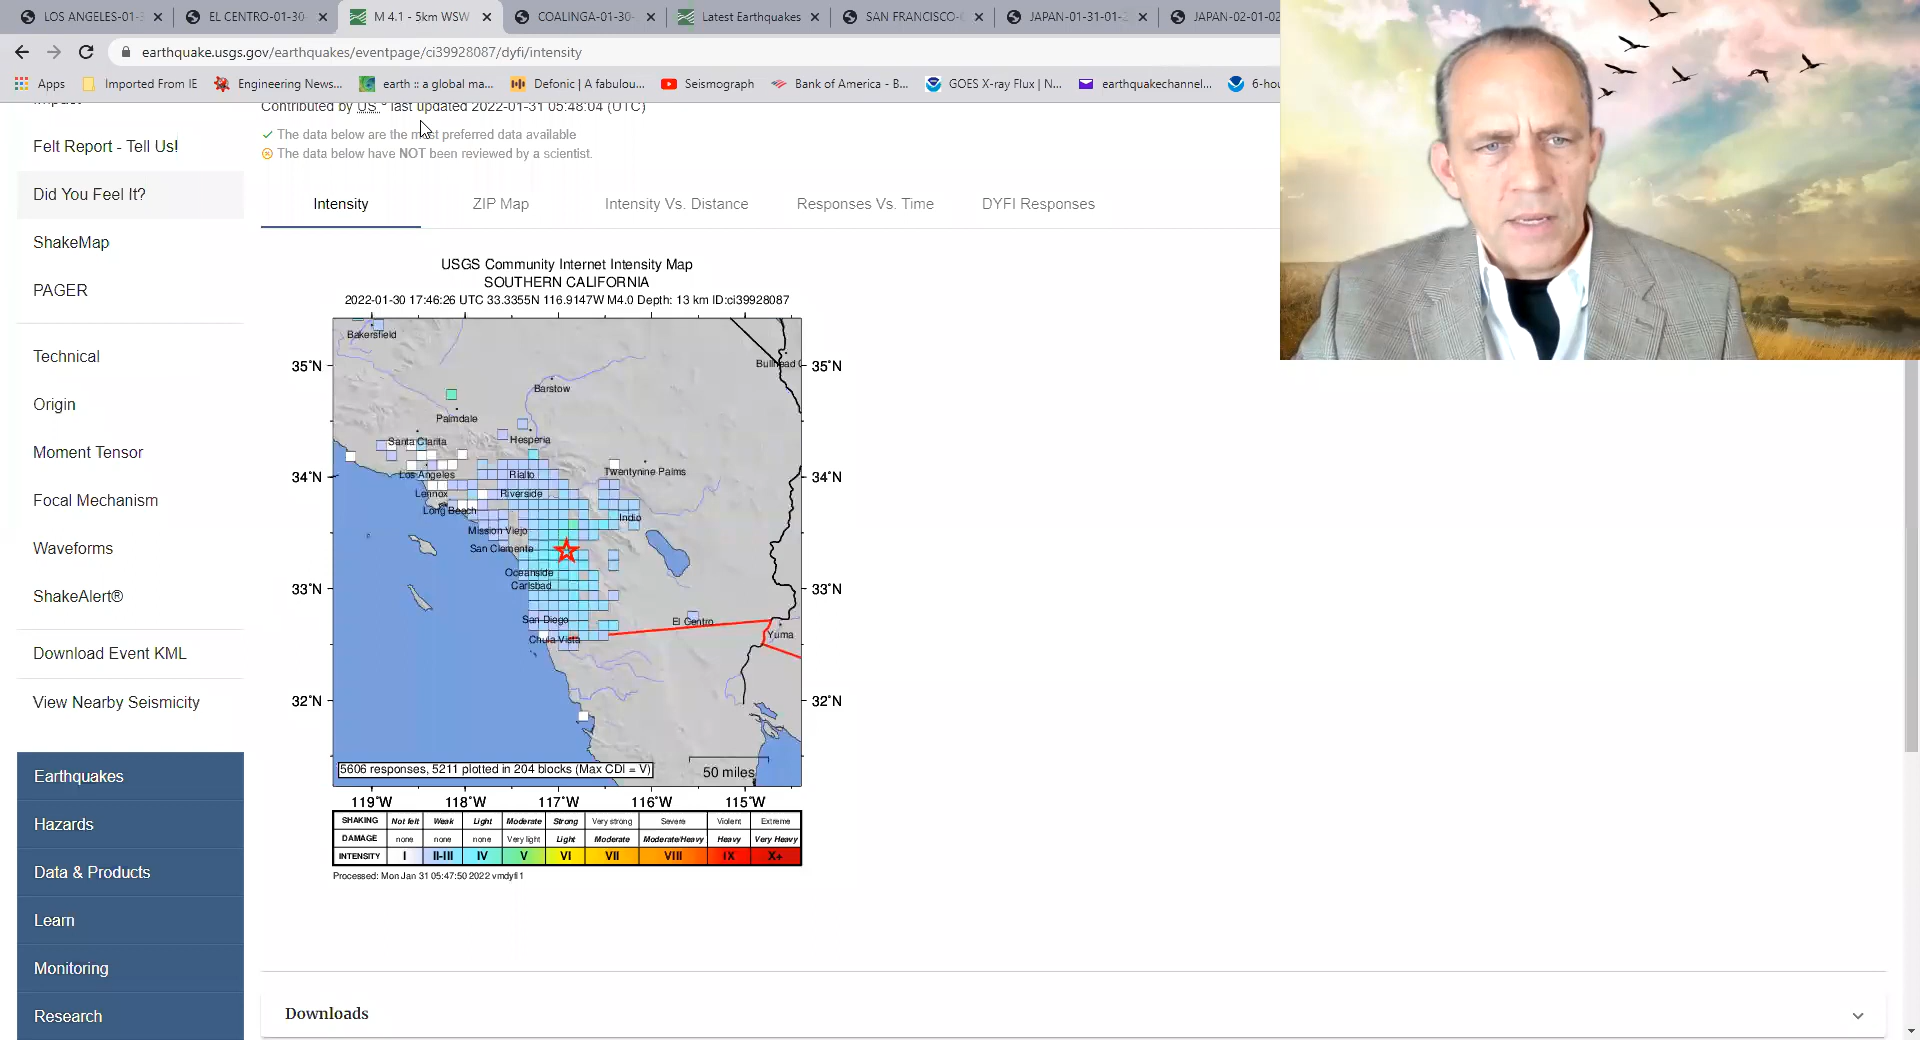 LOS ANGELES-01-3
EL CENTRO-01-30-
M 4.1 - 5km WSW
COALINGA-01-30-
Latest Earthquakes
SAN FRANCISCO-
JAPAN-01-31-01-
JAPAN-02-01-02
earthquake.usgs.gov/earthquakes/eventpage/ci39928087/dyfi/intensity
Apps
Imported From IE
Engineering News...
earth :: a global ma...
Defonic | A fabulou...
Seismograph
Bank of America - B...
GOES X-ray Flux | N...
earthquakechannel...
6-hou
Impact
Felt Report - Tell Us!
Did You Feel It?
ShakeMap
PAGER
Technical
Origin
Moment Tensor
Focal Mechanism
Waveforms
ShakeAlert®
Download Event KML
View Nearby Seismicity
Earthquakes
Hazards
Data & Products
Learn
Monitoring
Research
Contributed by US last updated 2022-01-31 05:48:04 (UTC)
The data below are the most preferred data available
The data below have NOT been reviewed by a scientist.
Intensity
ZIP Map
Intensity Vs. Distance
Responses Vs. Time
DYFI Responses
USGS Community Internet Intensity Map
SOUTHERN CALIFORNIA
2022-01-30 17:46:26 UTC 33.3355N 116.9147W M4.0 Depth: 13 km ID:ci39928087
Bakersfield
Bullhead C
35°N
35°N
Barstow
Palmdale
Santa Clarita
Hesperia
Los Angeles
Rialto
Twentynine Palms
34°N
34°N
Lennox
Riverside
Long Beach
Indio
Mission Viejo
San Clemente
Oceanside
Carlsbad
33°N
33°N
San Diego
El Centro
Chula Vista
Yuma
32°N
32°N
5606 responses, 5211 plotted in 204 blocks (Max CDI = V)
50 miles
119°W 118°W 117°W 116°W 115°W
SHAKING Not felt Weak Light Moderate Strong Very strong Severe Violent Extreme
DAMAGE none none none Very light Light Moderate Moderate/Heavy Heavy Very Heavy
INTENSITY I II-III IV V VI VII VIII IX X+
Processed: Mon Jan 31 05:47:50 2022 vmdyfi1
Downloads